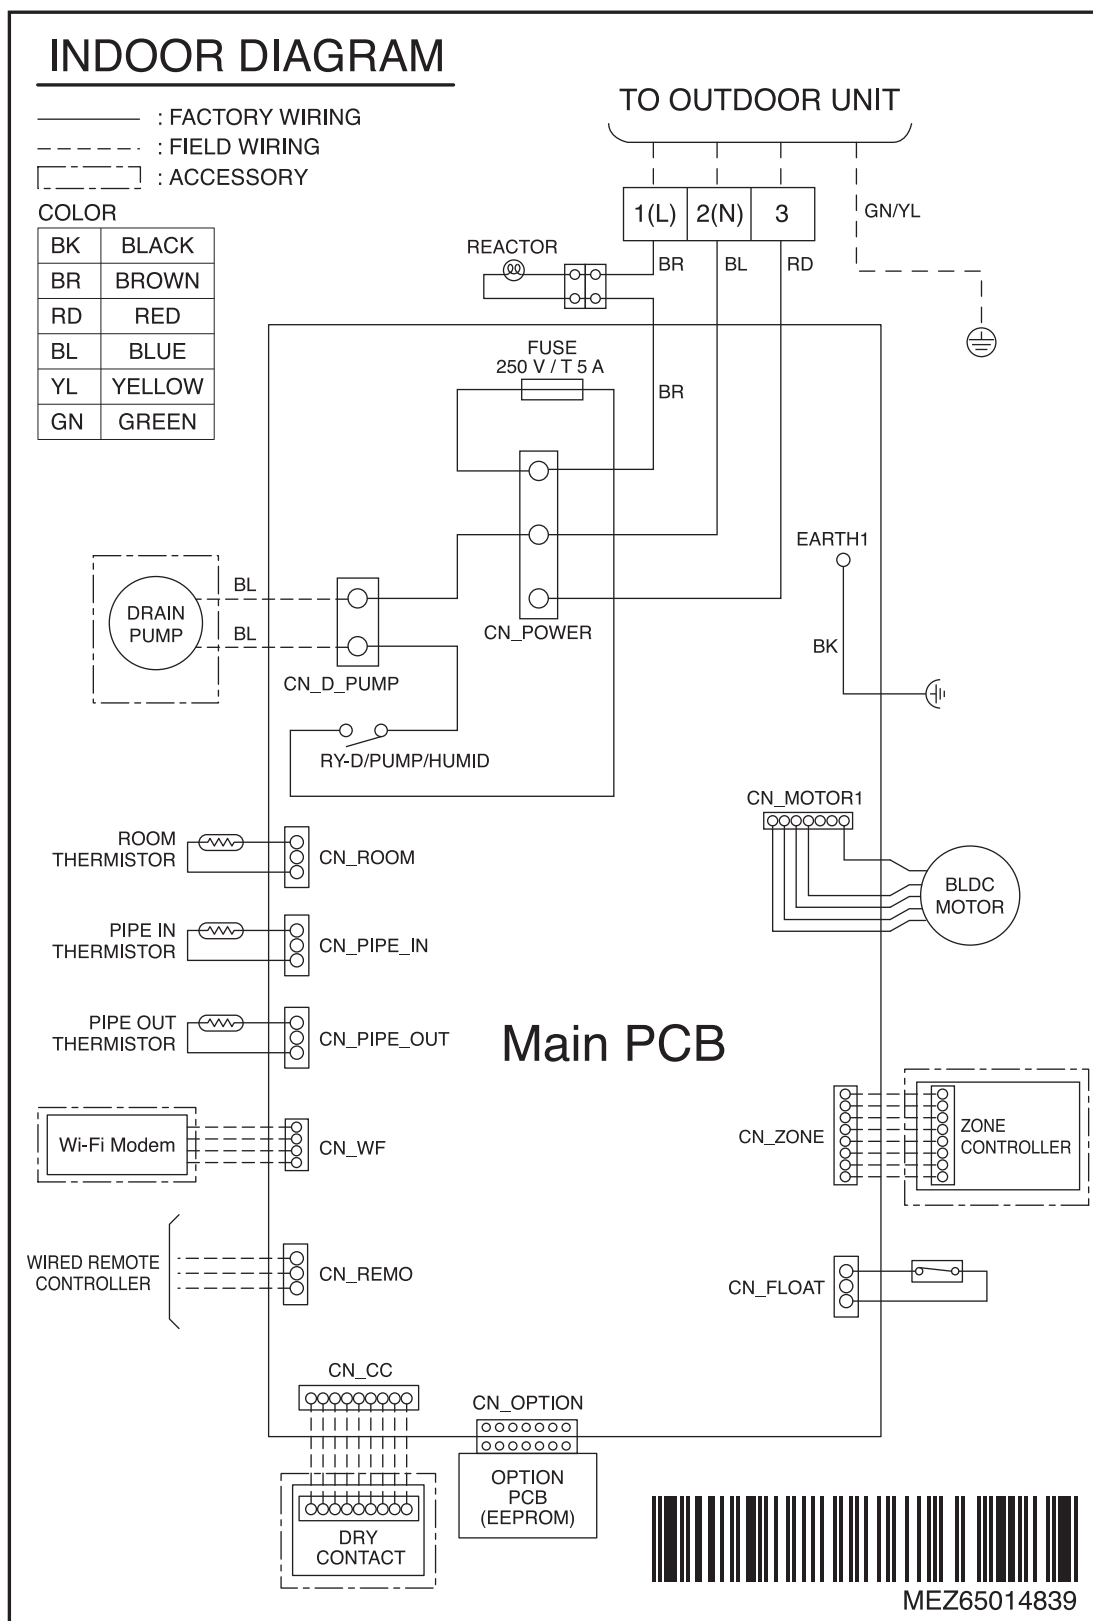 INDOOR DIAGRAM
: FACTORY WIRING
: FIELD WIRING
: ACCESSORY
COLOR
BK BLACK
BR BROWN
RD RED
BL BLUE
YL YELLOW
GN GREEN
TO OUTDOOR UNIT
1(L) 2(N) 3
GN/YL
REACTOR
BR BL RD
FUSE
250 V / T 5 A
BR
EARTH1
BK
DRAIN
PUMP
BL
BL
CN_POWER
CN_D_PUMP
RY-D/PUMP/HUMID
CN_MOTOR1
BLDC
MOTOR
ROOM
THERMISTOR
CN_ROOM
PIPE IN
THERMISTOR
CN_PIPE_IN
PIPE OUT
THERMISTOR
CN_PIPE_OUT
Main PCB
Wi-Fi Modem
CN_WF
CN_ZONE
ZONE
CONTROLLER
WIRED REMOTE
CONTROLLER
CN_REMO
CN_FLOAT
CN_CC
CN_OPTION
OPTION
PCB
(EEPROM)
DRY
CONTACT
MEZ65014839